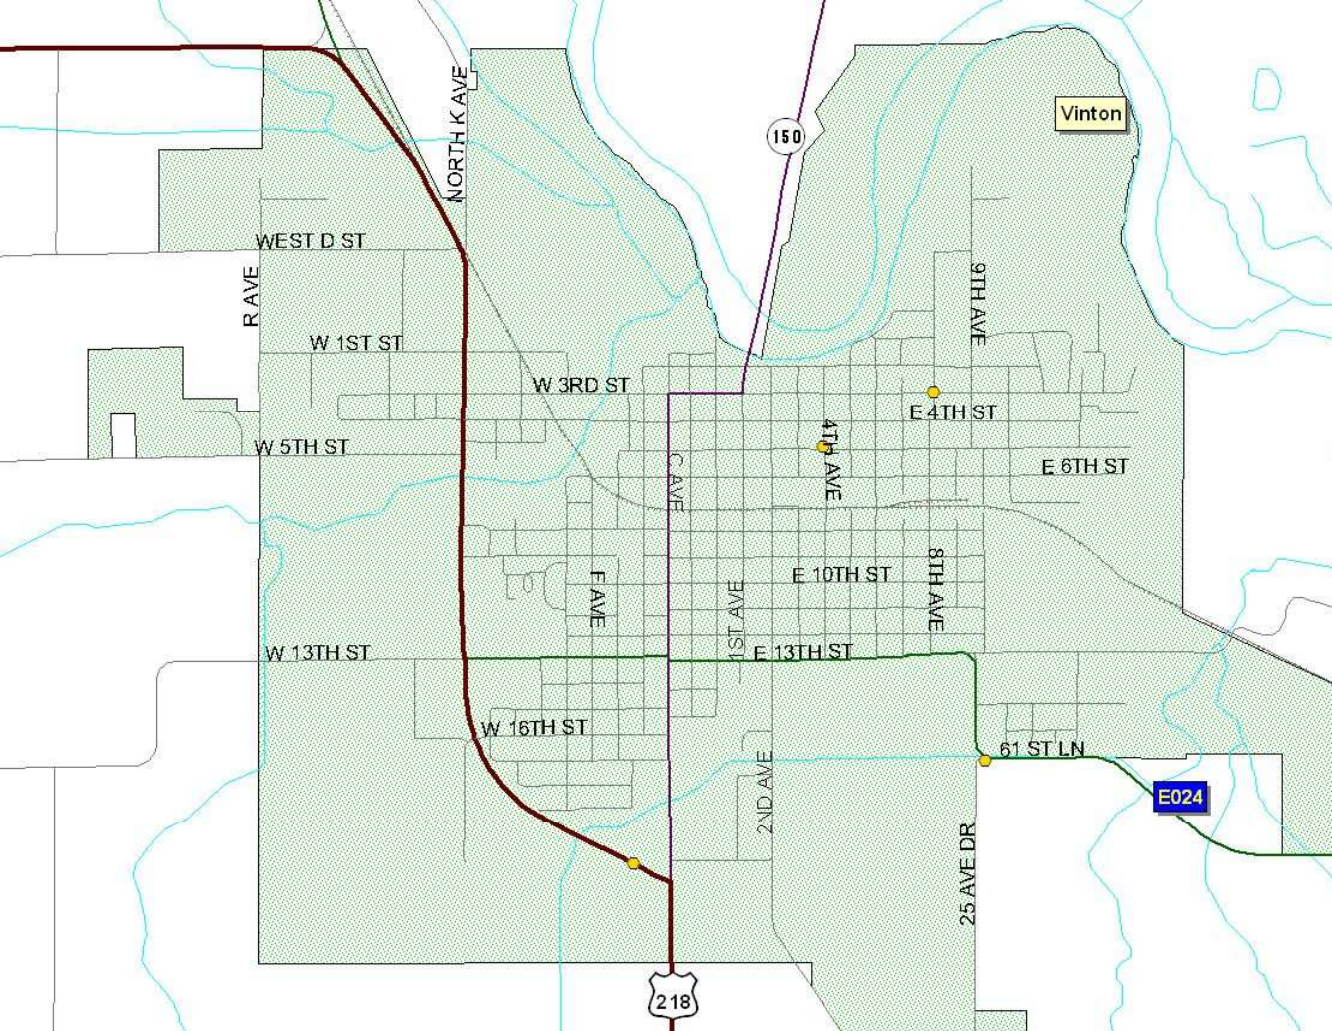 NORTH K AVE
Vinton
150
WEST D ST
R AVE
9TH AVE
W 1ST ST
W 3RD ST
E 4TH ST
4TH AVE
W 5TH ST
C AVE
E 6TH ST
E 10TH ST
F AVE
8TH AVE
1ST AVE
W 13TH ST
E 13TH ST
W 16TH ST
61 ST LN
2ND AVE
E024
25 AVE DR
218